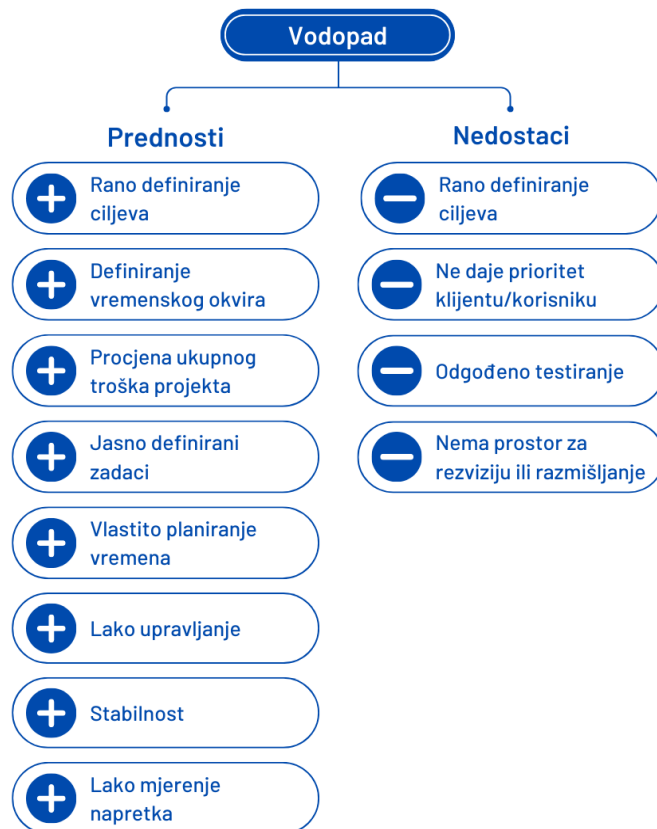 Vodopad
Prednosti
Rano definiranje
ciljeva
Definiranje
vremenskog okvira
Procjena ukupnog
troška projekta
Jasno definirani
zadaci
Vlastito planiranje
vremena
Lako upravljanje
Stabilnost
Lako mjerenje
napretka
Nedostaci
Rano definiranje
ciljeva
Ne daje prioritet
klijentu/korisniku
Odgođeno testiranje
Nema prostor za
rezviziju ili razmišljanje